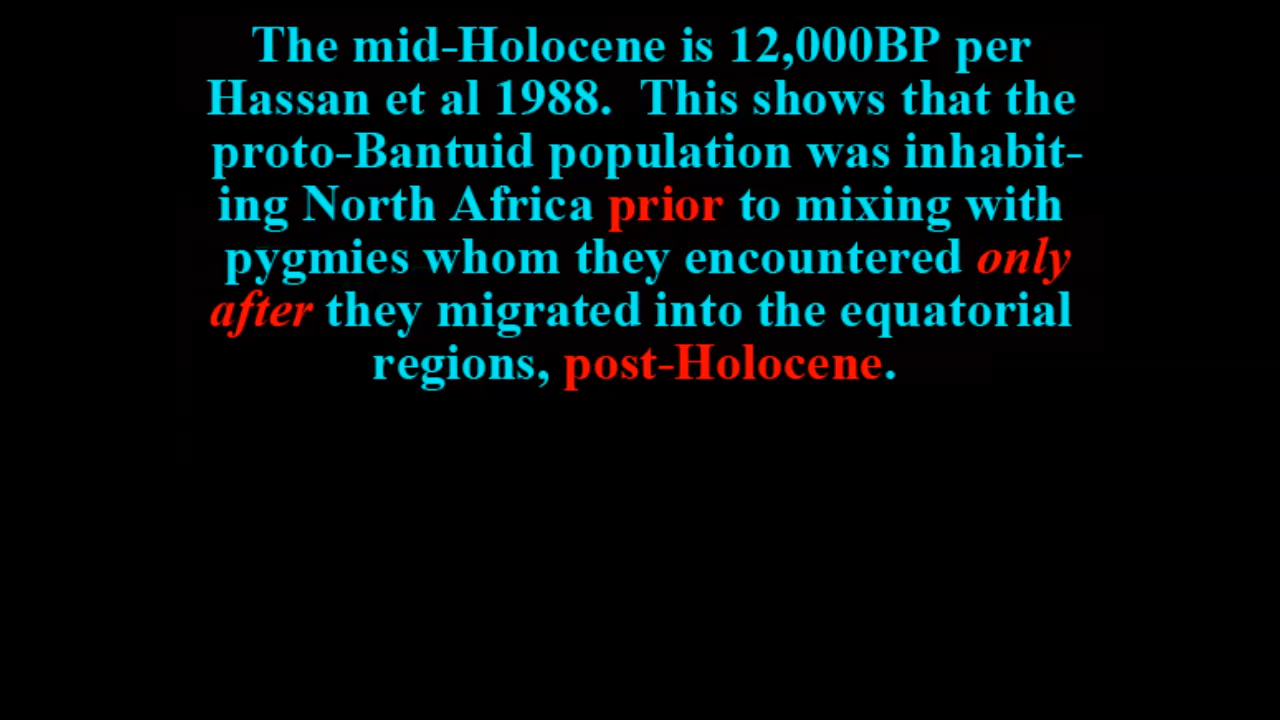 The mid-Holocene is 12,000BP per
Hassan et al 1988.  This shows that the
proto-Bantuid population was inhabit-
ing North Africa prior to mixing with
pygmies whom they encountered only
after they migrated into the equatorial
regions, post-Holocene.